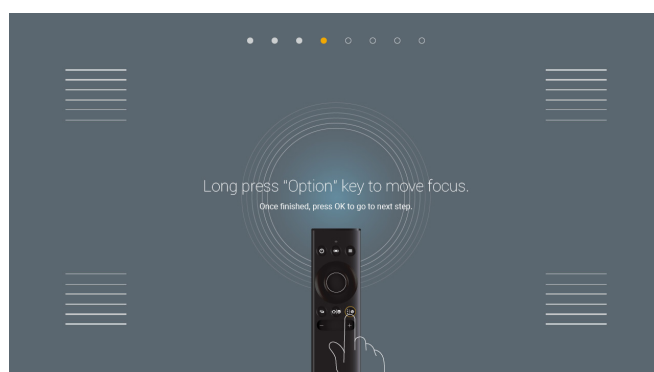 Long press "Option" key to move focus.
Once finished, press OK to go to next step.